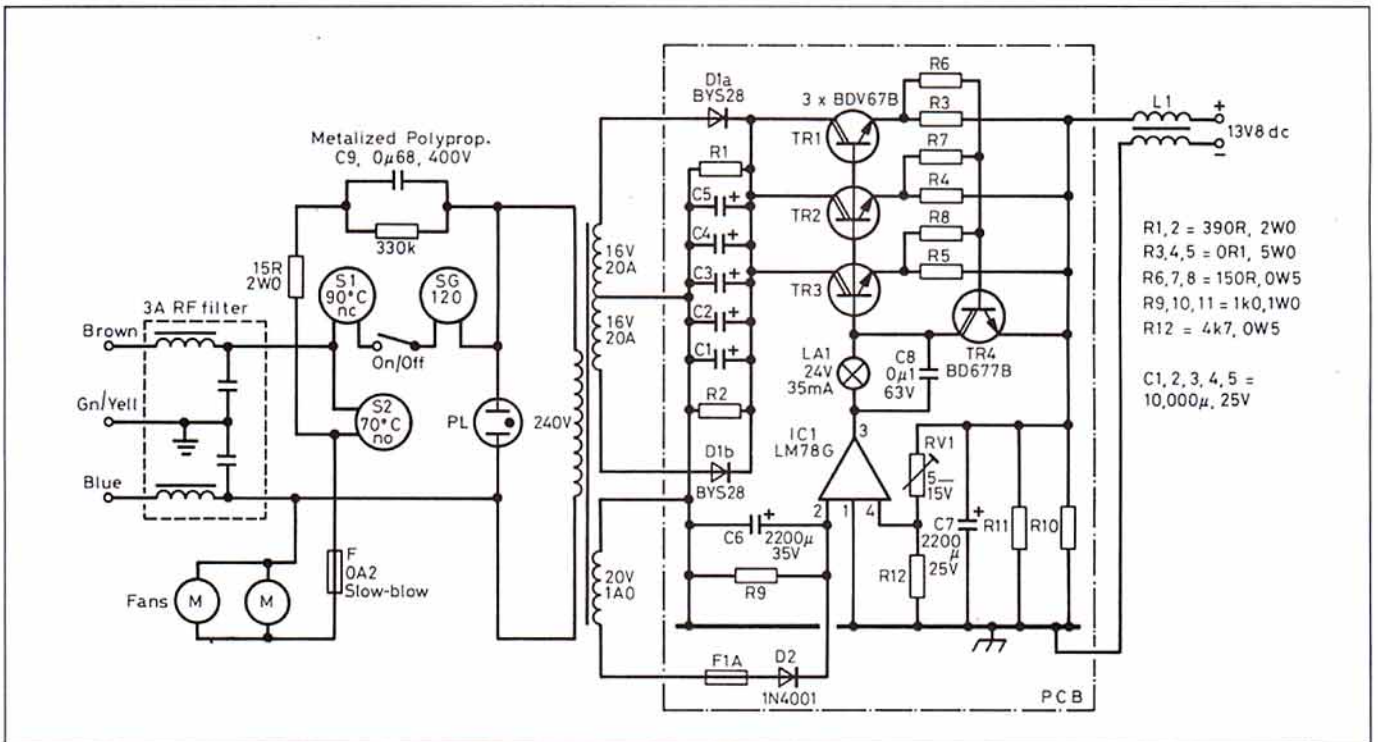 Metalized Polyprop.
C9, 0µ68, 400V
330k
15R
2W0
S1
90°C
nc
SG
120
On/Off
3A RF filter
Brown
Gn/Yell
Blue
S2
70°C
no
PL
240V
F
0A2
Slow-blow
Fans
M
M
16V
20A
16V
20A
20V
1A0
D1a
BYS28
R1
C5
+
C4
+
C3
+
C2
+
C1
+
R2
D1b
BYS28
C6
+
2200µ
35V
R9
F1A
D2
1N4001
3 x BDV67B
TR1
TR2
TR3
R6
R3
R7
R4
R8
R5
TR4
BD677B
LA1
24V
35mA
C8
0µ1
63V
IC1
LM78G
3
2
1
4
RV1
5—
15V
R12
C7
+
2200
µ
25V
R11
R10
PCB
L1
+
13V8 dc
−
R1,2 = 390R, 2W0
R3,4,5 = 0R1, 5W0
R6,7,8 = 150R, 0W5
R9,10,11 = 1k0,1W0
R12 = 4k7, 0W5
C1, 2, 3, 4, 5 =
10,000µ, 25V